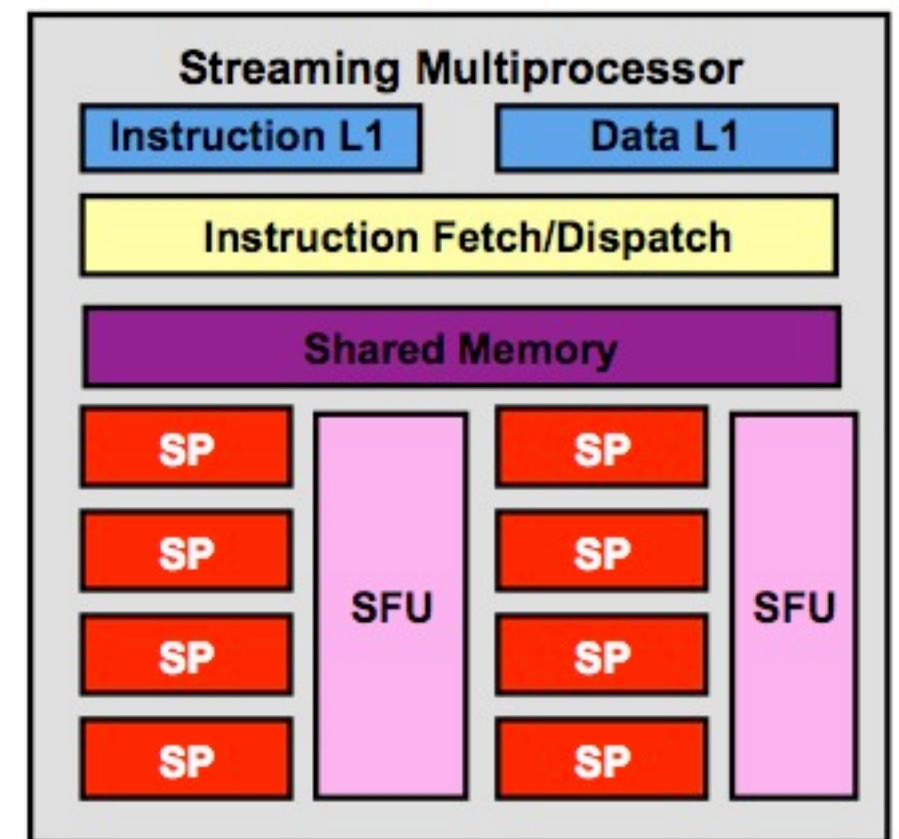 Streaming Multiprocessor
Instruction L1 Data L1
Instruction Fetch/Dispatch
Shared Memory
SP SP
SP SP
SFU SFU
SP SP
SP SP